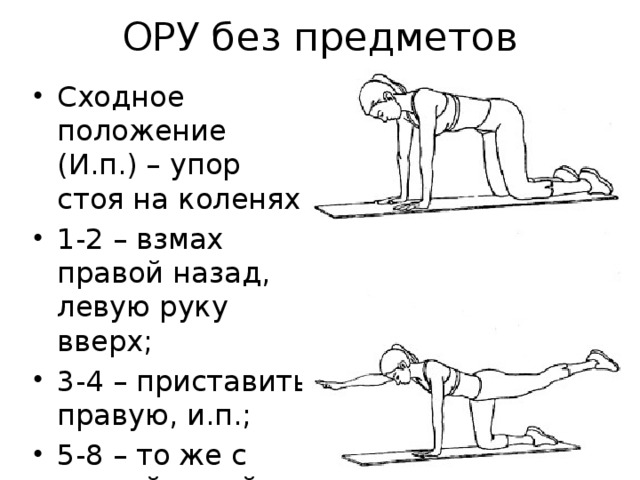 ОРУ без предметов
• Сходное
положение
(И.п.) – упор
стоя на коленях
• 1-2 – взмах
правой назад,
левую руку
вверх;
• 3-4 – приставить
правую, и.п.;
• 5-8 – то же с